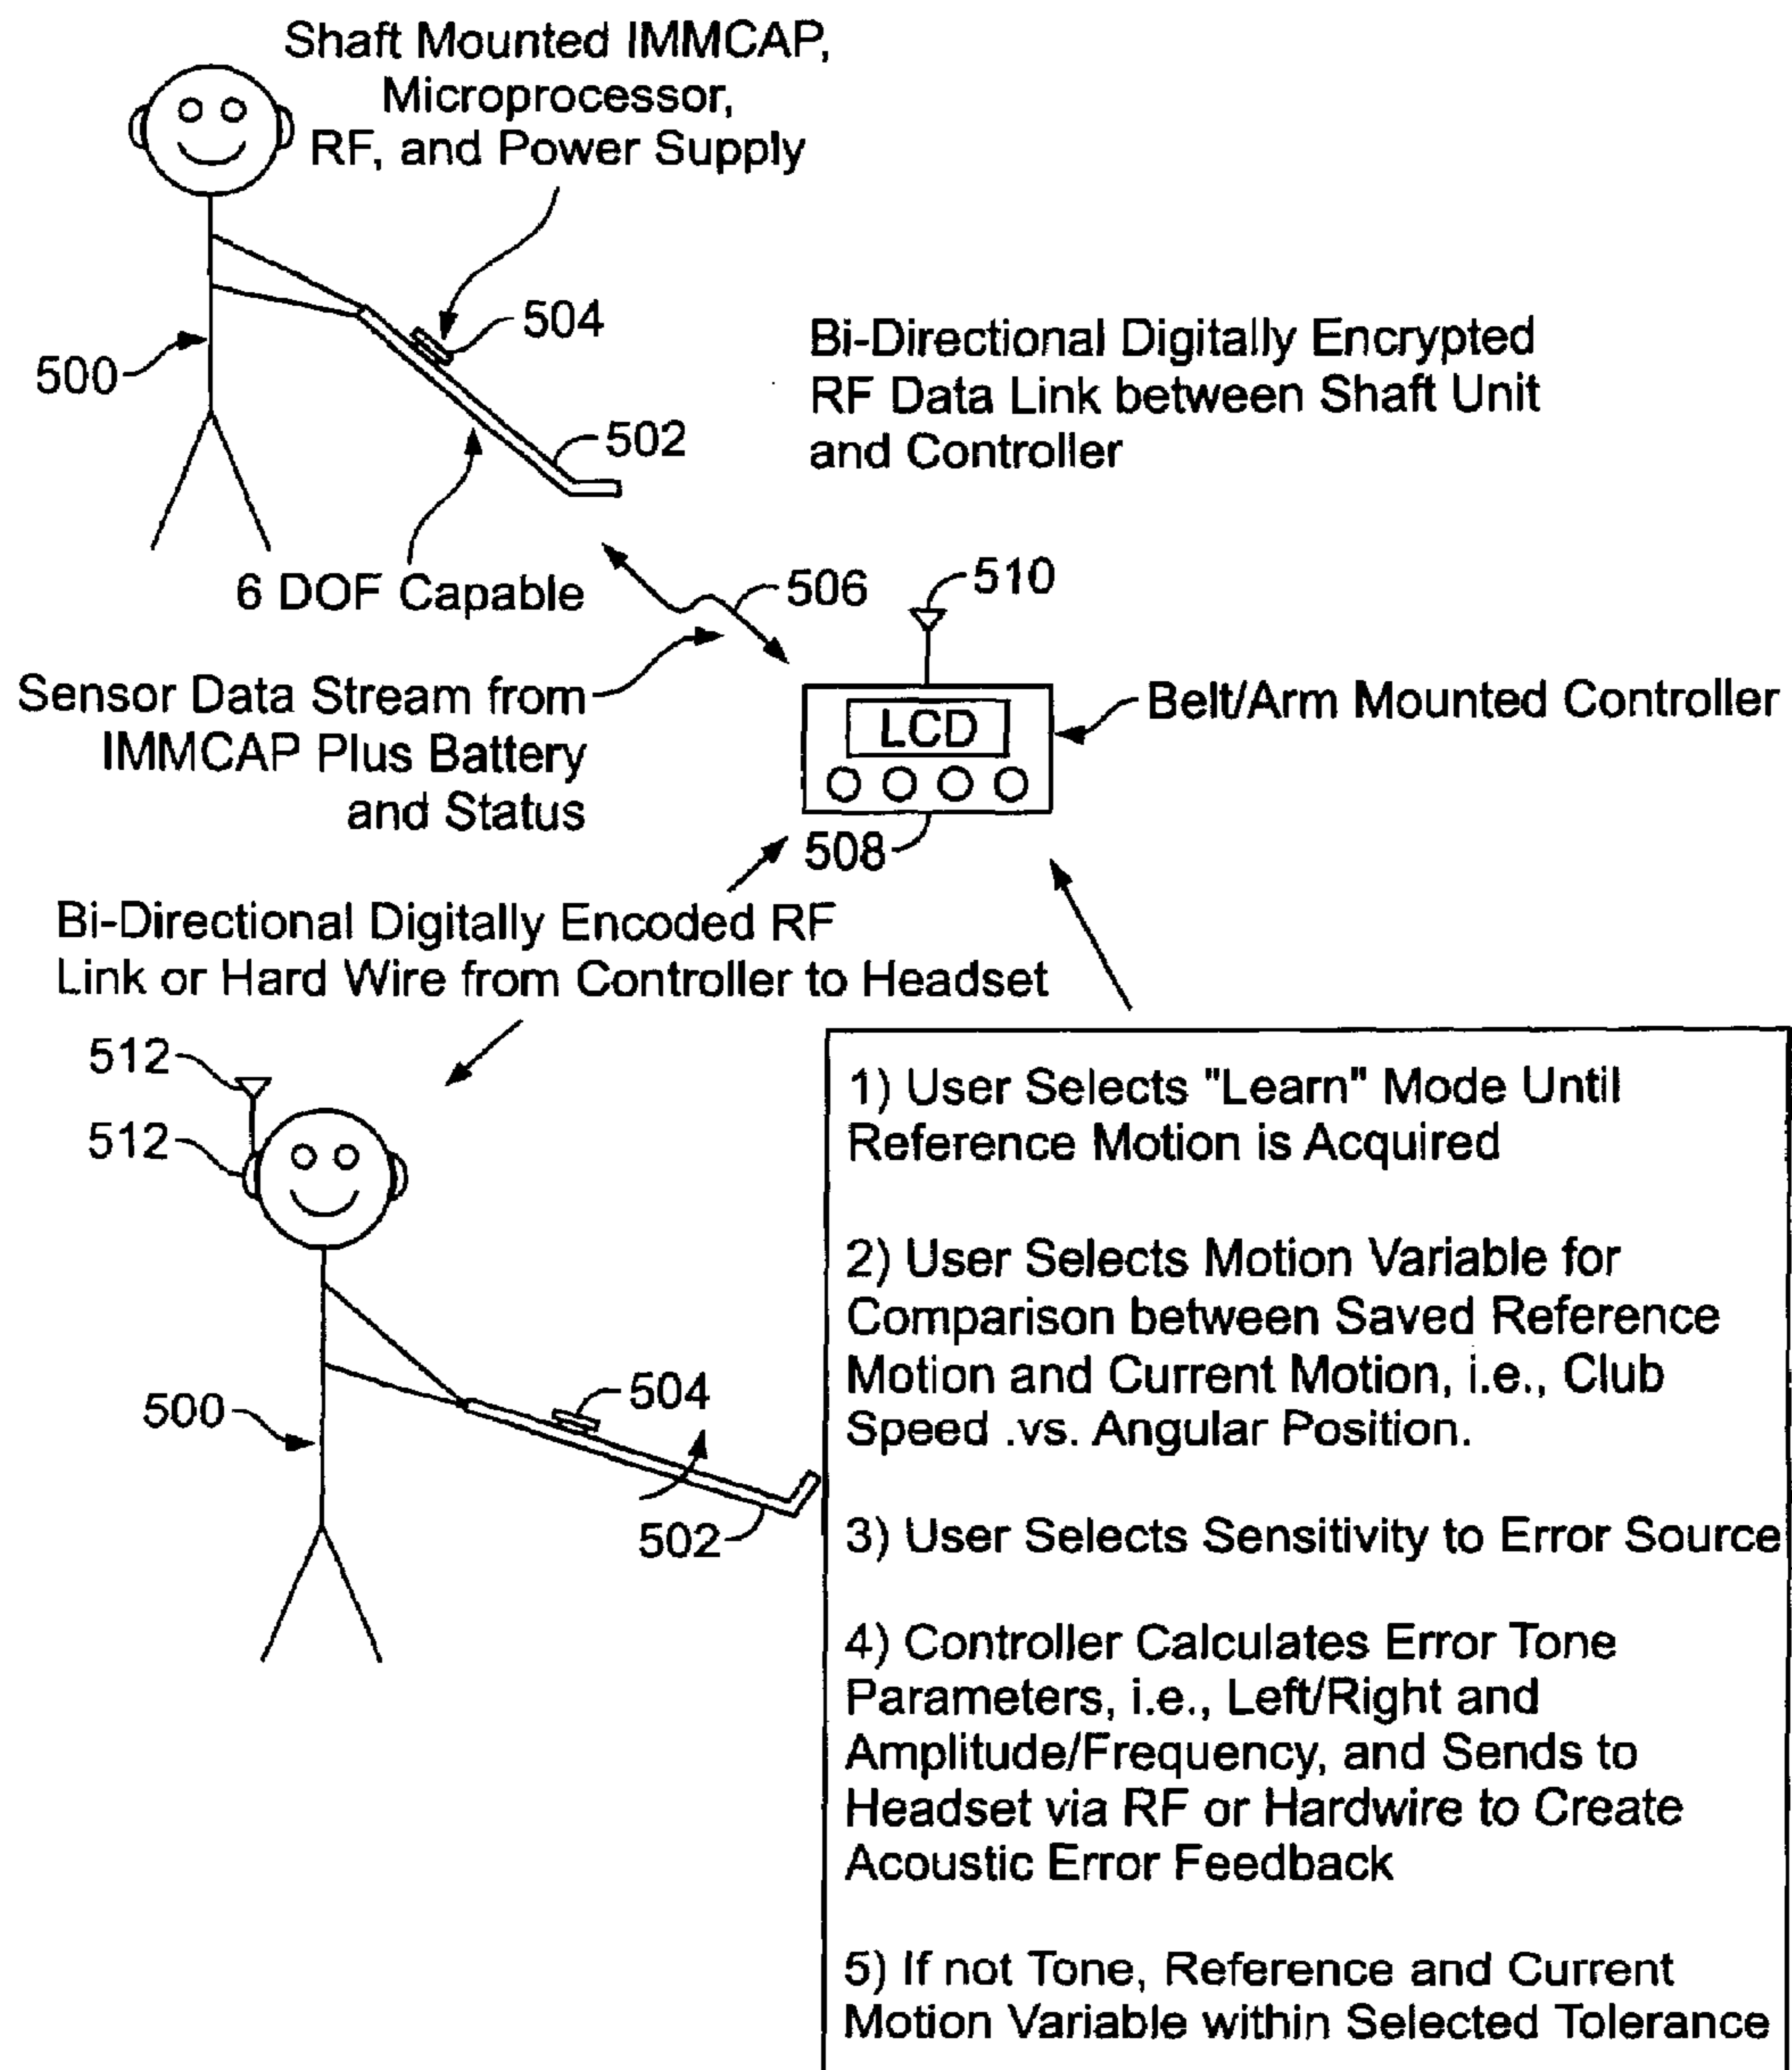 Shaft Mounted IMMCAP,
Microprocessor,
RF, and Power Supply
504
500
502
Bi-Directional Digitally Encrypted
RF Data Link between Shaft Unit
and Controller
6 DOF Capable
506
510
Sensor Data Stream from
IMMCAP Plus Battery
and Status
LCD
Belt/Arm Mounted Controller
508
Bi-Directional Digitally Encoded RF
Link or Hard Wire from Controller to Headset
512
512
500
504
502
1) User Selects "Learn" Mode Until
Reference Motion is Acquired
2) User Selects Motion Variable for
Comparison between Saved Reference
Motion and Current Motion, i.e., Club
Speed .vs. Angular Position.
3) User Selects Sensitivity to Error Source
4) Controller Calculates Error Tone
Parameters, i.e., Left/Right and
Amplitude/Frequency, and Sends to
Headset via RF or Hardwire to Create
Acoustic Error Feedback
5) If not Tone, Reference and Current
Motion Variable within Selected Tolerance